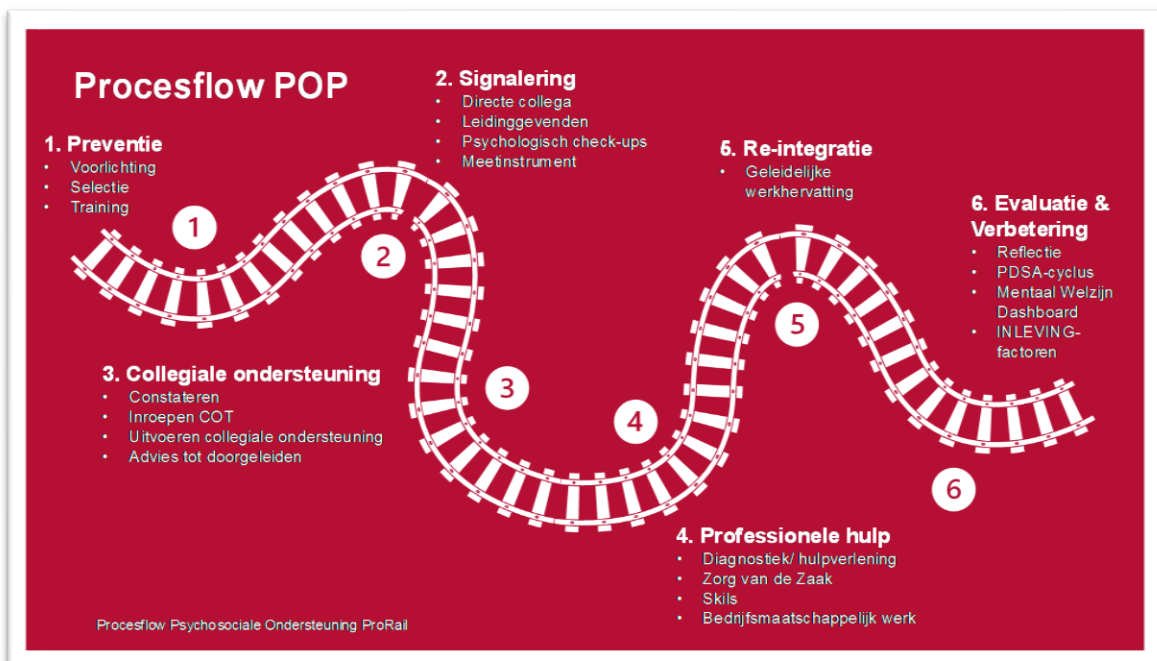 Procesflow POP
1. Preventie
• Voorlichting
• Selectie
• Training
1
2. Signalering
• Directe collega
• Leidinggevenden
• Psychologisch check-ups
• Meetinstrument
2
3. Collegiale ondersteuning
• Constateren
• Inroepen COT
• Uitvoeren collegiale ondersteuning
• Advies tot doorgeleiden
3
4
4. Professionele hulp
• Diagnostiek/ hulpverlening
• Zorg van de Zaak
• Skils
• Bedrijfsmaatschappelijk werk
5. Re-integratie
• Geleidelijke
werkhervatting
5
6. Evaluatie &
Verbetering
• Reflectie
• PDSA-cyclus
• Mentaal Welzijn
Dashboard
• INLEVING-
factoren
6
Procesflow Psychosociale Ondersteuning ProRail